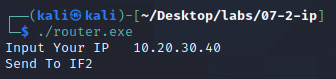 ┌──(kali㉿kali)-[~/Desktop/labs/07-2-ip]
└─$ ./router.exe
Input Your IP   10.20.30.40
Send To IF2